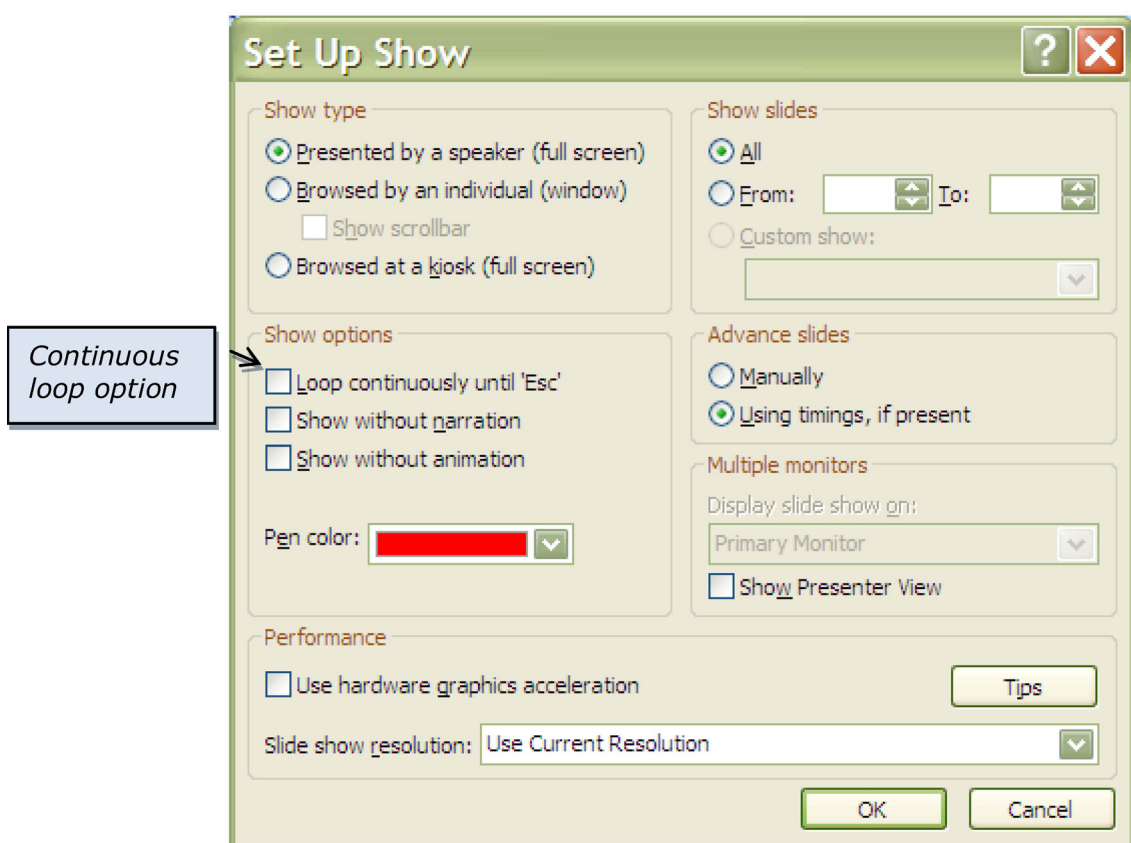 Set Up Show
Show type
Presented by a speaker (full screen)
Browsed by an individual (window)
Show scrollbar
Browsed at a kiosk (full screen)
Show slides
All
From: To:
Custom show:
Continuous
loop option
Show options
Loop continuously until 'Esc'
Show without narration
Show without animation
Pen color:
Advance slides
Manually
Using timings, if present
Multiple monitors
Display slide show on:
Primary Monitor
Show Presenter View
Performance
Use hardware graphics acceleration
Tips
Slide show resolution: Use Current Resolution
OK Cancel